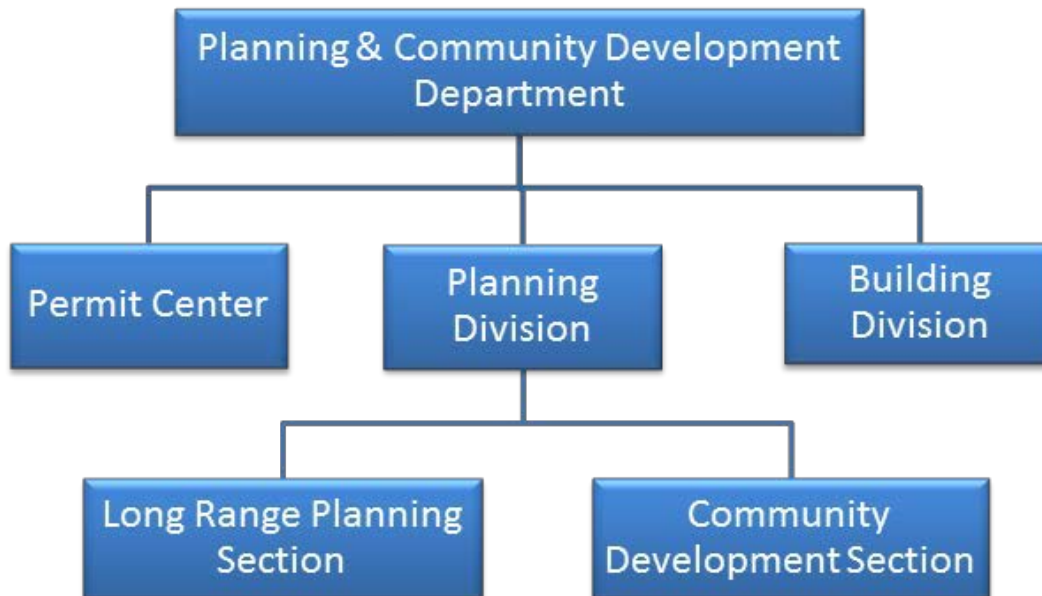 Planning & Community Development
Department
Permit Center
Planning
Division
Building
Division
Long Range Planning
Section
Community
Development Section